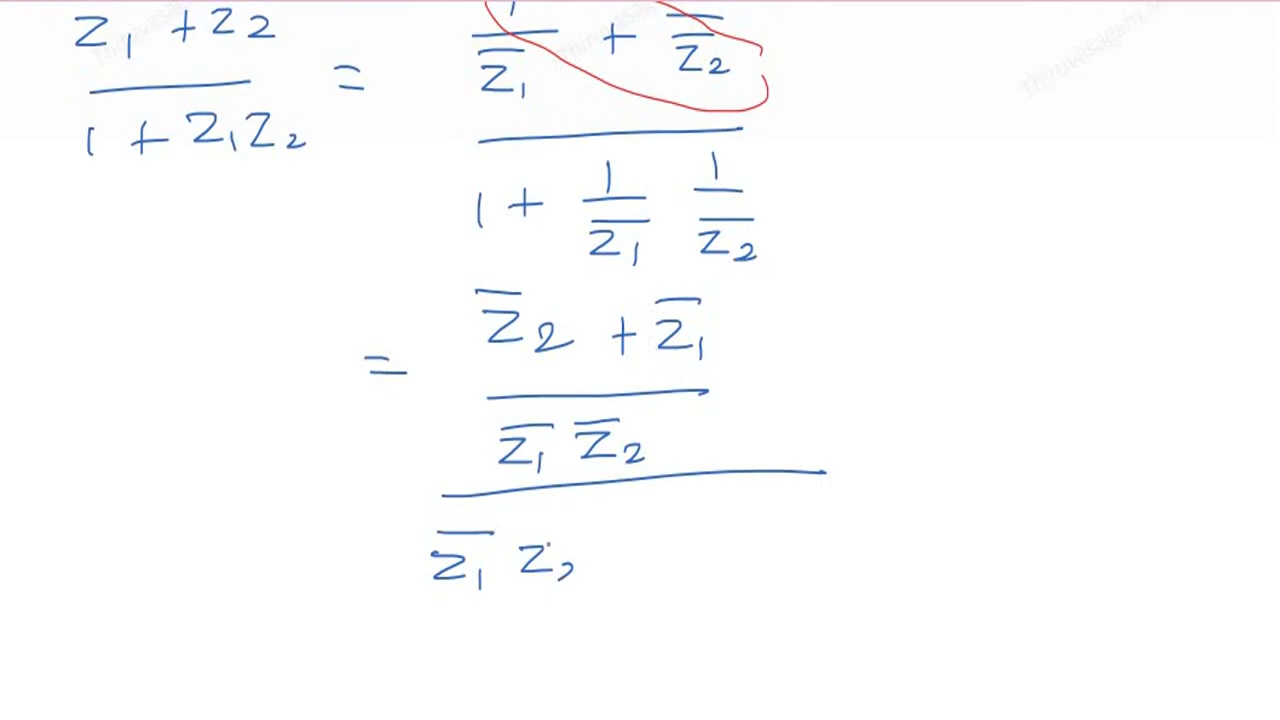 z₁ + z2 / 1 + z₁z₂ = 1/z̅₁ + 1/z̅₂ / 1 + 1/z̅₁ 1/z̅₂
= z̅2 + z̅₁ / z̅₁ z̅₂
z̅₁ z₂